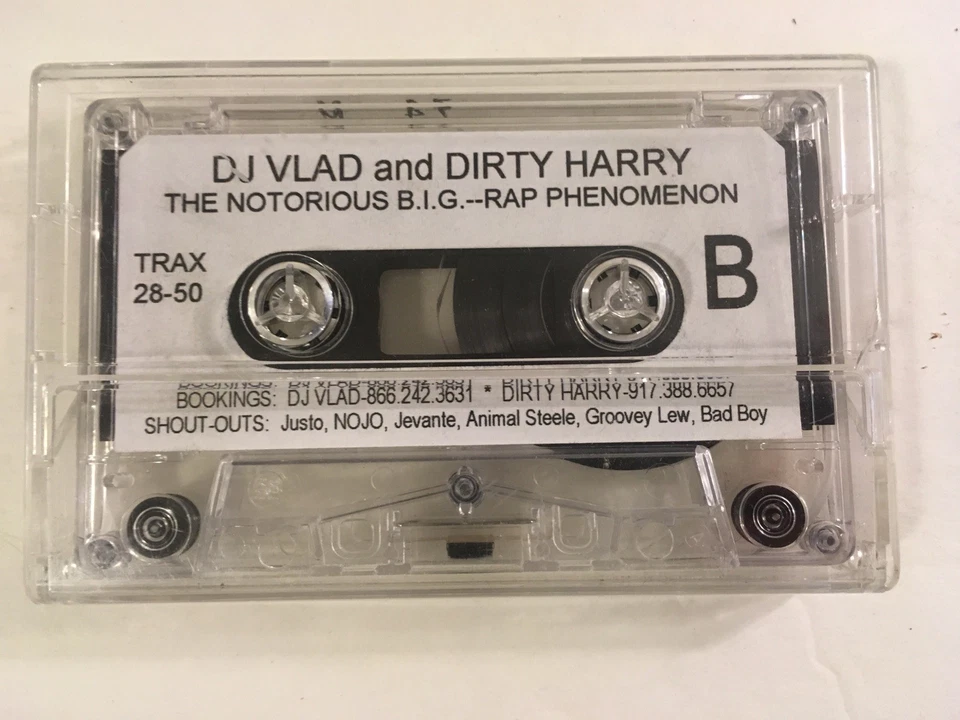 DJ VLAD and DIRTY HARRY
THE NOTORIOUS B.I.G.--RAP PHENOMENON
TRAX
28-50
B
BOOKINGS: DJ VLAD-866.242.3631 * DIRTY HARRY-917.388.6657
SHOUT-OUTS: Justo, NOJO, Jevante, Animal Steele, Groovey Lew, Bad Boy